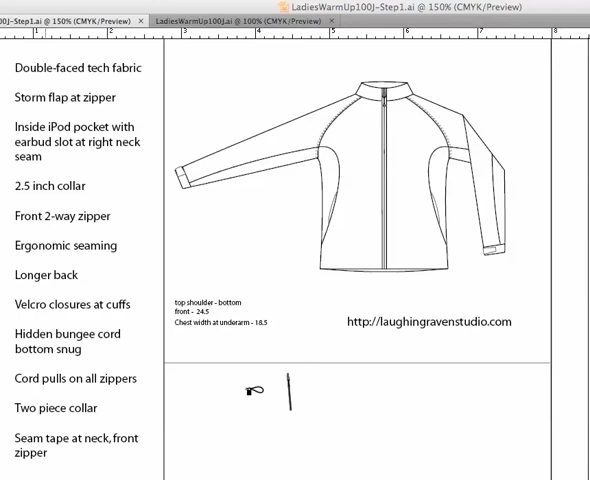 LadiesWarmUp100J-Step1.ai @ 150% (CMYK/Preview)
00J-Step1.ai @ 150% (CMYK/Preview)
LadiesWarmUp100J.ai @ 100% (CMYK/Preview)
1 2 3 4 5 6 7 8
Double-faced tech fabric
Storm flap at zipper
Inside iPod pocket with
earbud slot at right neck
seam
2.5 inch collar
Front 2-way zipper
Ergonomic seaming
Longer back
Velcro closures at cuffs
Hidden bungee cord
bottom snug
Cord pulls on all zippers
Two piece collar
Seam tape at neck, front
zipper
top shoulder - bottom
front - 24.5
Chest width at underarm - 18.5
http://laughingravenstudio.com